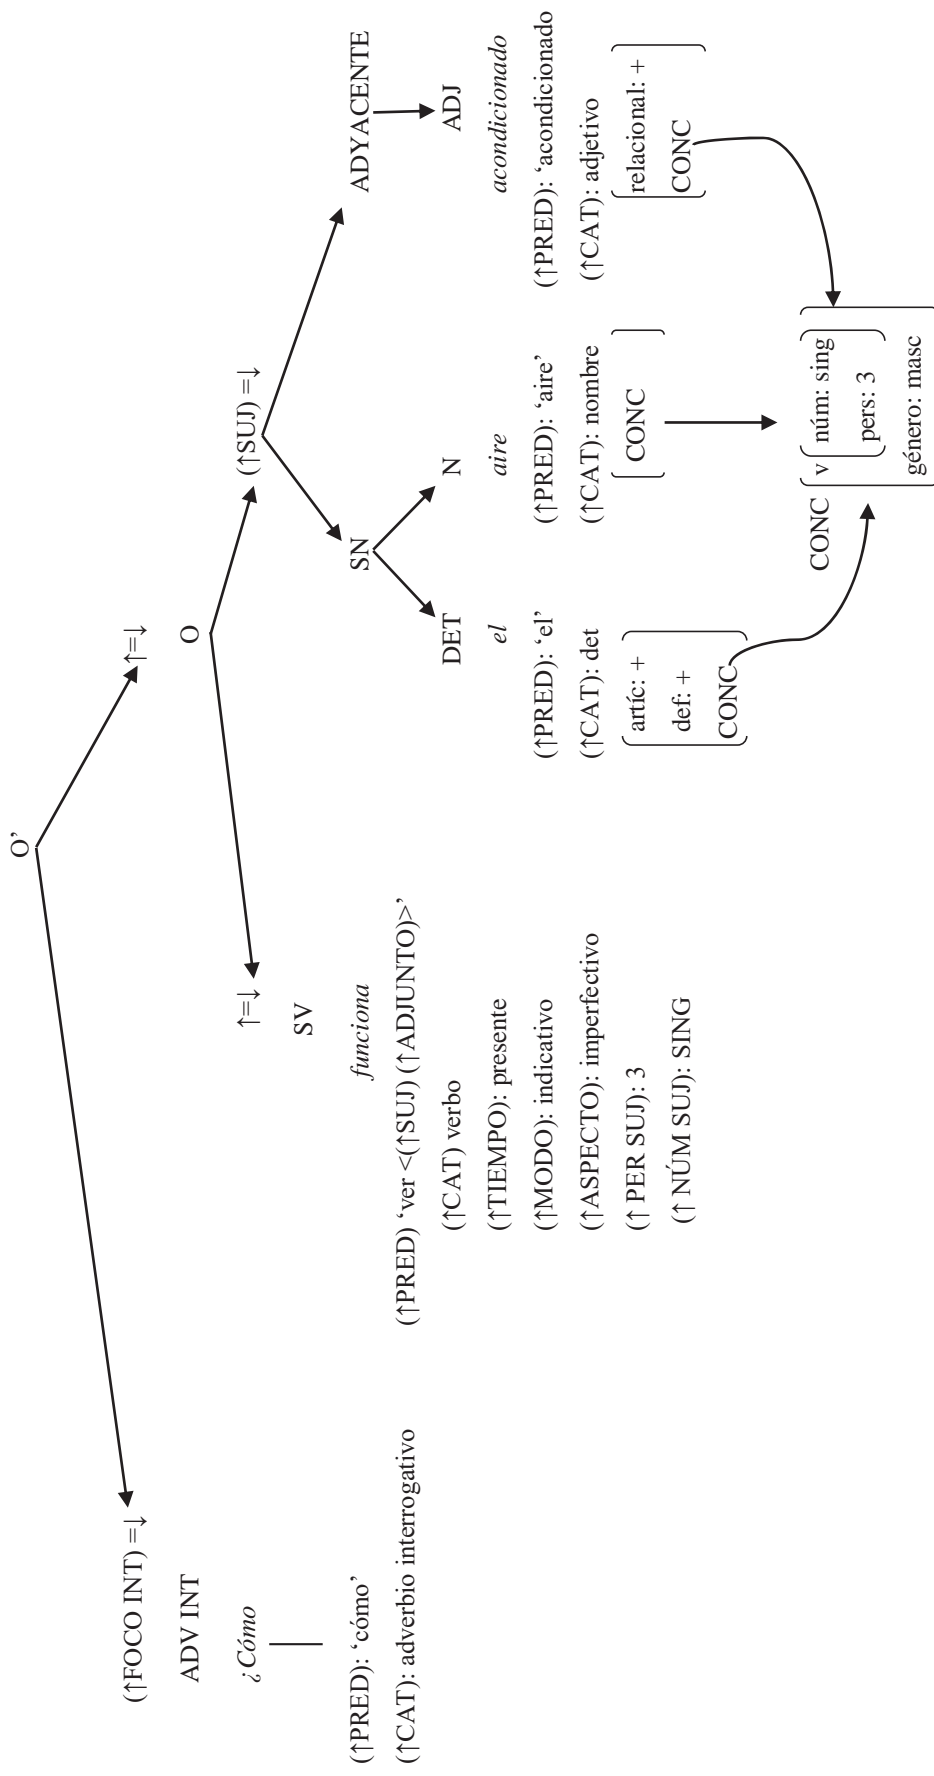 O’
(↑FOCO INT) =↓
↑=↓
ADV INT
O
¿Cómo
↑=↓
(↑SUJ) =↓
SV
(↑PRED): ‘cómo’
funciona
SN
ADYACENTE
(↑CAT): adverbio interrogativo
(↑PRED) ‘ver <(↑SUJ) (↑ADJUNTO)>’
(↑CAT) verbo
DET
N
ADJ
(↑TIEMPO): presente
el
aire
acondicionado
(↑MODO): indicativo
(↑PRED): ‘el’
(↑PRED): ‘aire’
(↑PRED): ‘acondicionado
(↑ASPECTO): imperfectivo
(↑CAT): det
(↑CAT): nombre
(↑CAT): adjetivo
(↑ PER SUJ): 3
artíc: +
CONC
relacional: +
(↑ NÚM SUJ): SING
def: +
CONC
CONC
CONC
v
núm: sing
pers: 3
género: masc